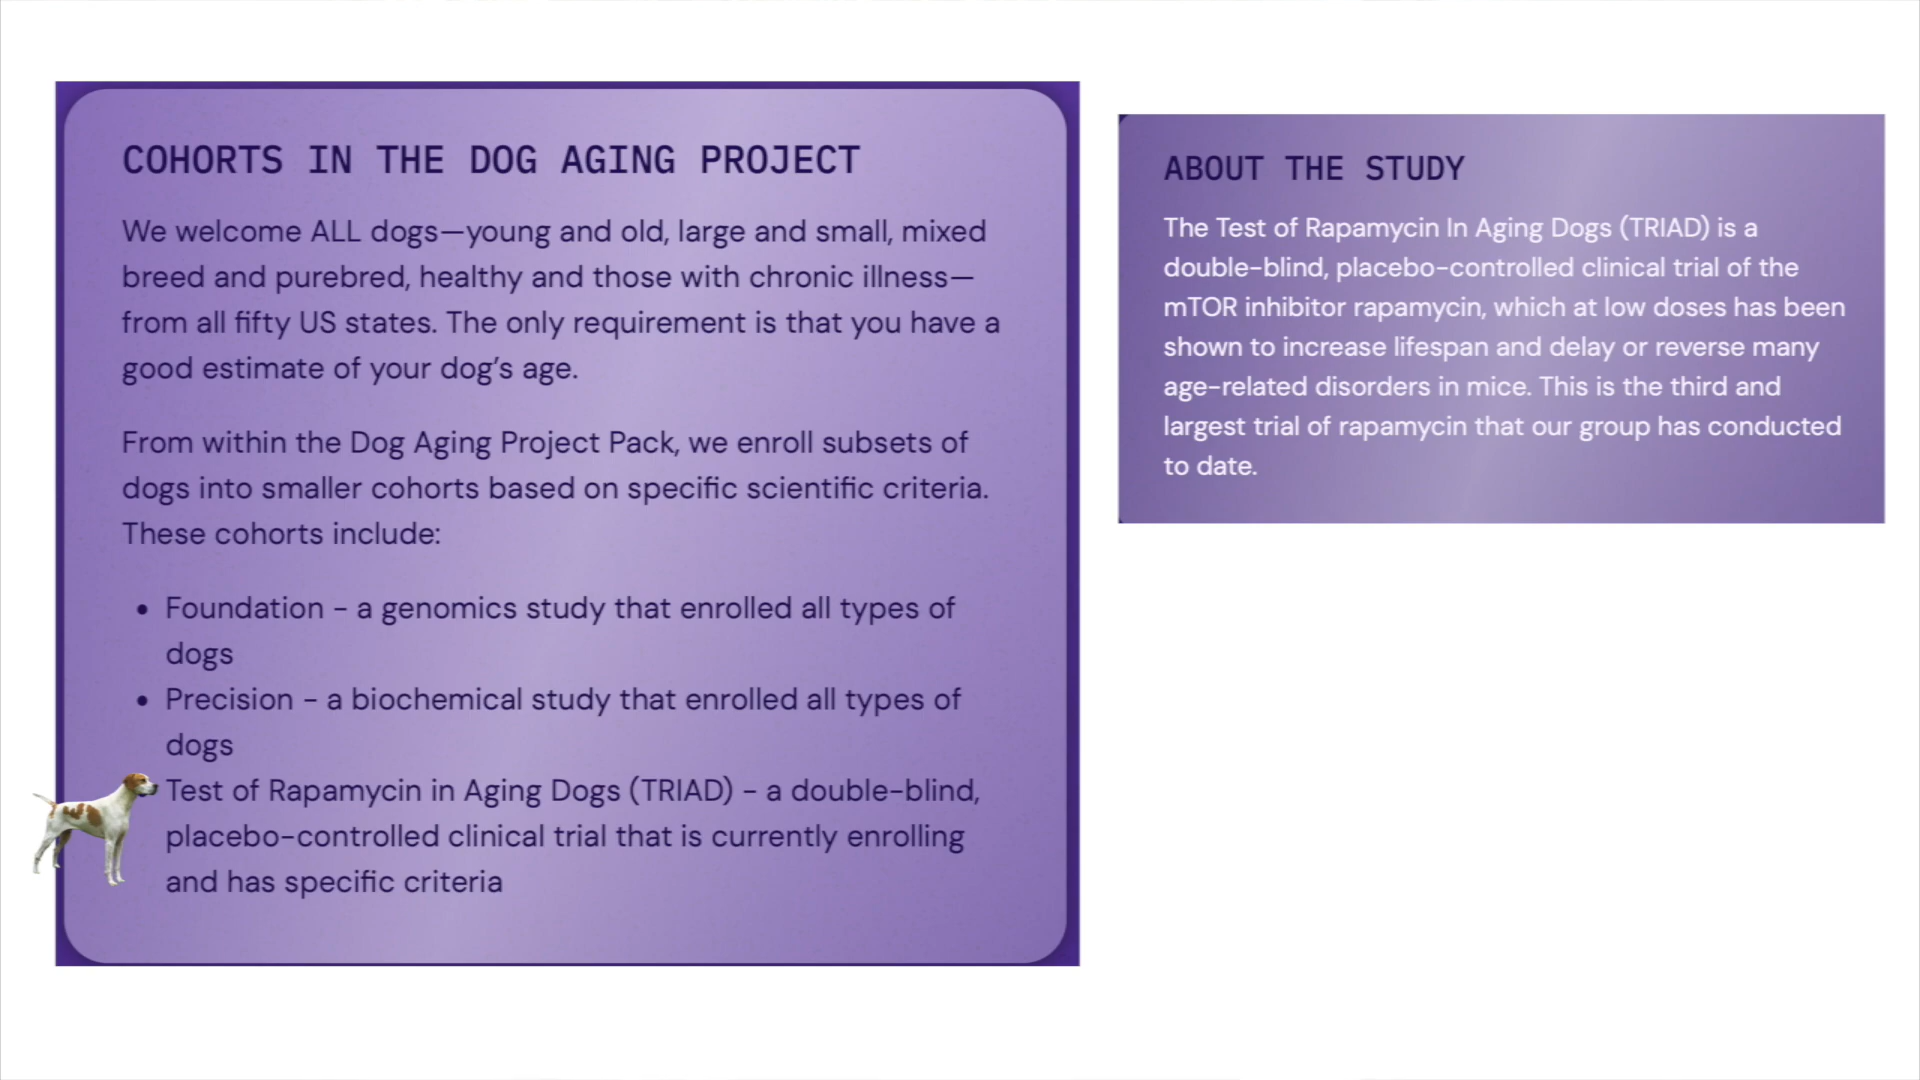 COHORTS IN THE DOG AGING PROJECT
We welcome ALL dogs—young and old, large and small, mixed
breed and purebred, healthy and those with chronic illness—
from all fifty US states. The only requirement is that you have a
good estimate of your dog's age.
From within the Dog Aging Project Pack, we enroll subsets of
dogs into smaller cohorts based on specific scientific criteria.
These cohorts include:
• Foundation - a genomics study that enrolled all types of
dogs
• Precision - a biochemical study that enrolled all types of
dogs
Test of Rapamycin in Aging Dogs (TRIAD) - a double-blind,
placebo-controlled clinical trial that is currently enrolling
and has specific criteria
ABOUT THE STUDY
The Test of Rapamycin In Aging Dogs (TRIAD) is a
double-blind, placebo-controlled clinical trial of the
mTOR inhibitor rapamycin, which at low doses has been
shown to increase lifespan and delay or reverse many
age-related disorders in mice. This is the third and
largest trial of rapamycin that our group has conducted
to date.